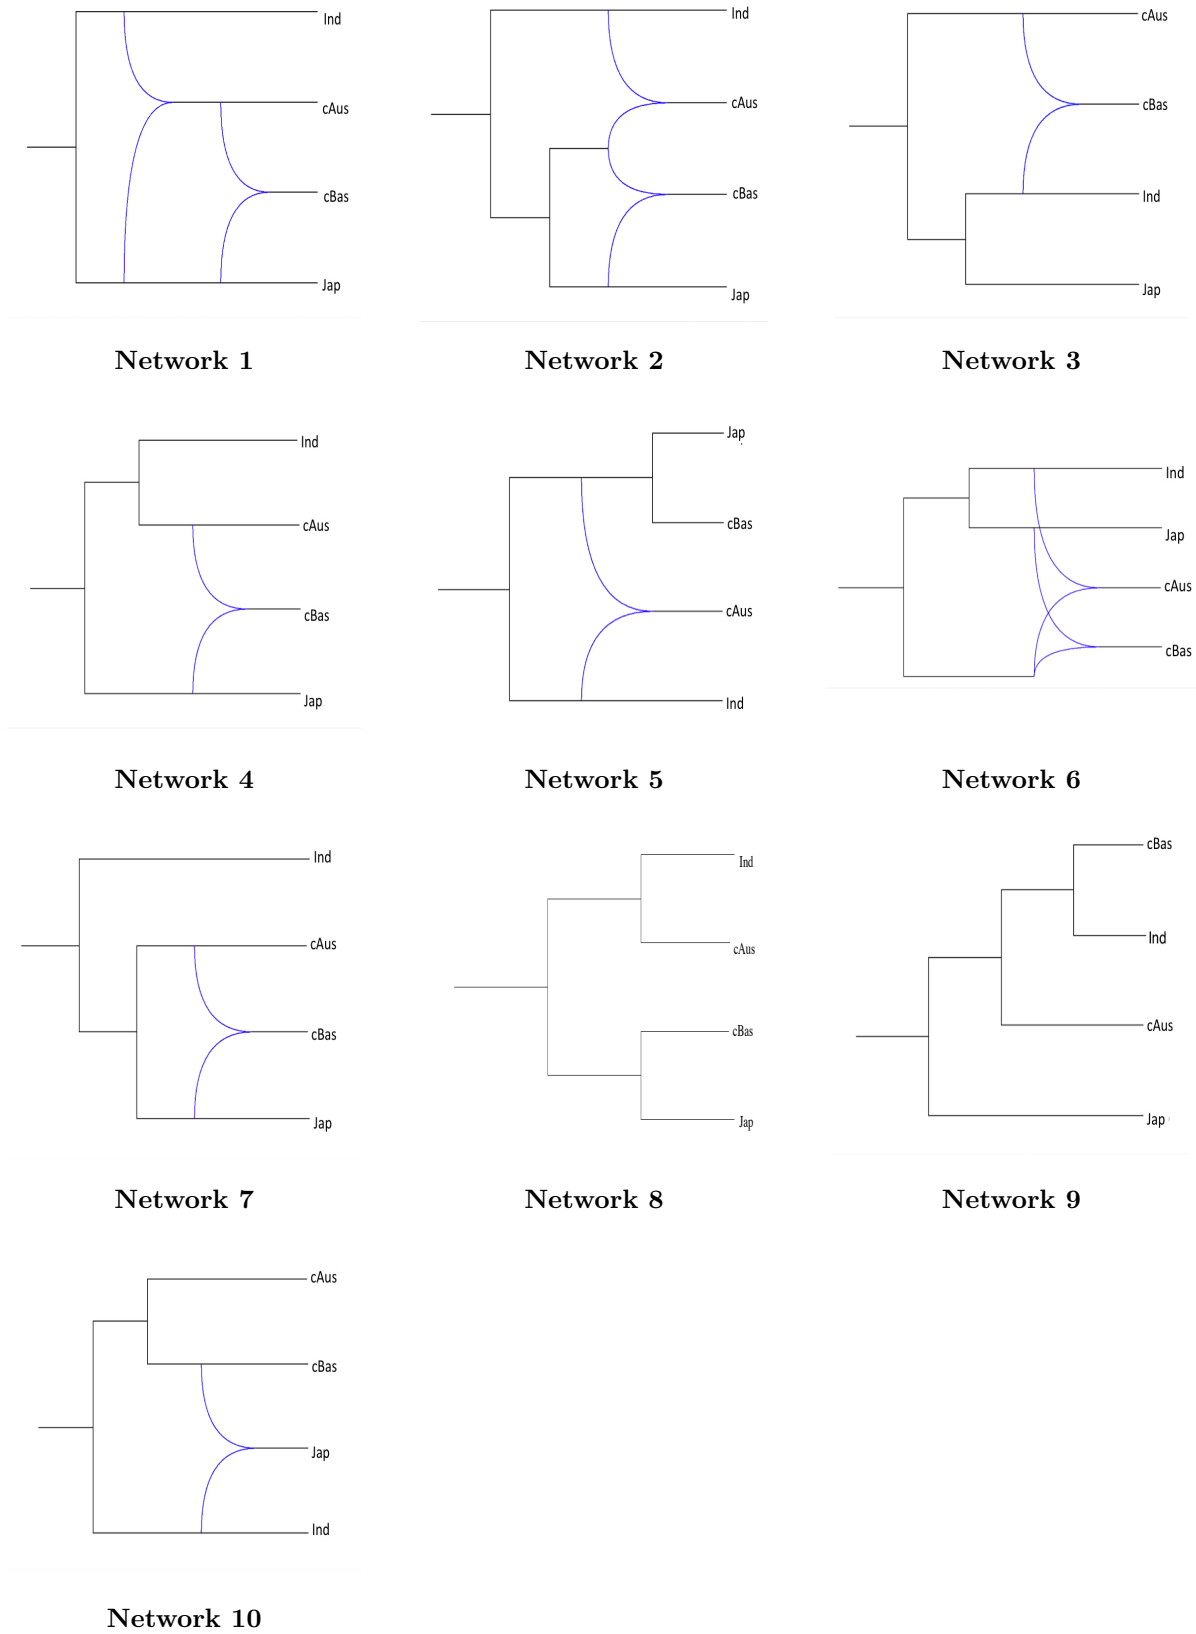 Ind
cAus
cBas
Jap
Network 1
Ind
cAus
cBas
Jap
Network 2
cAus
cBas
Ind
Jap
Network 3
Ind
cAus
cBas
Jap
Network 4
Jap
cBas
cAus
Ind
Network 5
Ind
Jap
cAus
cBas
Network 6
Ind
cAus
cBas
Jap
Network 7
Ind
cAus
cBas
Jap
Network 8
cBas
Ind
cAus
Jap
Network 9
cAus
cBas
Jap
Ind
Network 10